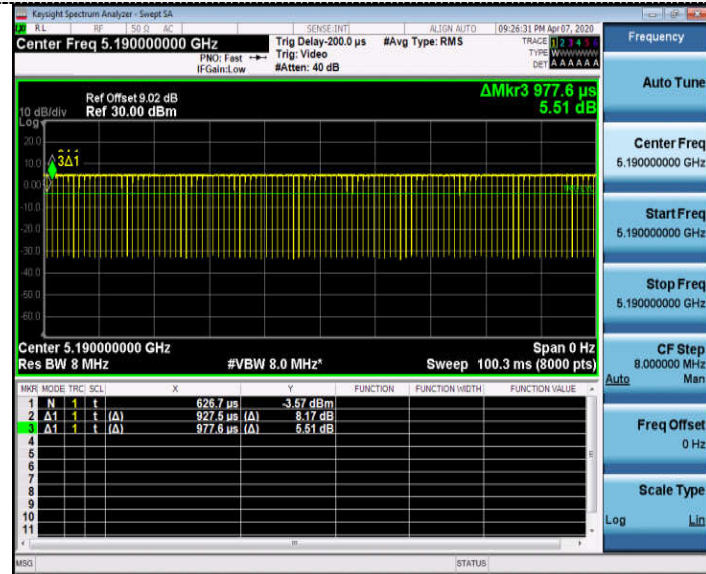 Keysight Spectrum Analyzer - Swept SA
RL RF 50 Ω AC SENSE:INT ALIGN AUTO 09:26:31 PM Apr 07, 2020
Center Freq 5.190000000 GHz
PNO: Fast
IFGain:Low
Trig Delay-200.0 µs
Trig: Video
#Atten: 40 dB
#Avg Type: RMS
TRACE 1 2 3 4 5 6
TYPE WWWWWW
DET A A A A A A
Frequency
Auto Tune
Center Freq
5.190000000 GHz
Start Freq
5.190000000 GHz
Stop Freq
5.190000000 GHz
CF Step
8.000000 MHz
Auto Man
Freq Offset
0 Hz
Scale Type
Log Lin
ΔMkr3 977.6 µs
5.51 dB
Ref Offset 9.02 dB
10 dB/div Ref 30.00 dBm
Log
20.0
10.0
0.00
-10.0
-20.0
-30.0
-40.0
-50.0
-60.0
3Δ1
Center 5.190000000 GHz Span 0 Hz
Res BW 8 MHz #VBW 8.0 MHz* Sweep 100.3 ms (8000 pts)
MKR MODE TRC SCL X Y FUNCTION FUNCTION WIDTH FUNCTION VALUE
1 N 1 t 626.7 µs -3.57 dBm
2 Δ1 1 t (Δ) 927.5 µs (Δ) 8.17 dB
3 Δ1 1 t (Δ) 977.6 µs (Δ) 5.51 dB
4
5
6
7
8
9
10
11
MSG STATUS